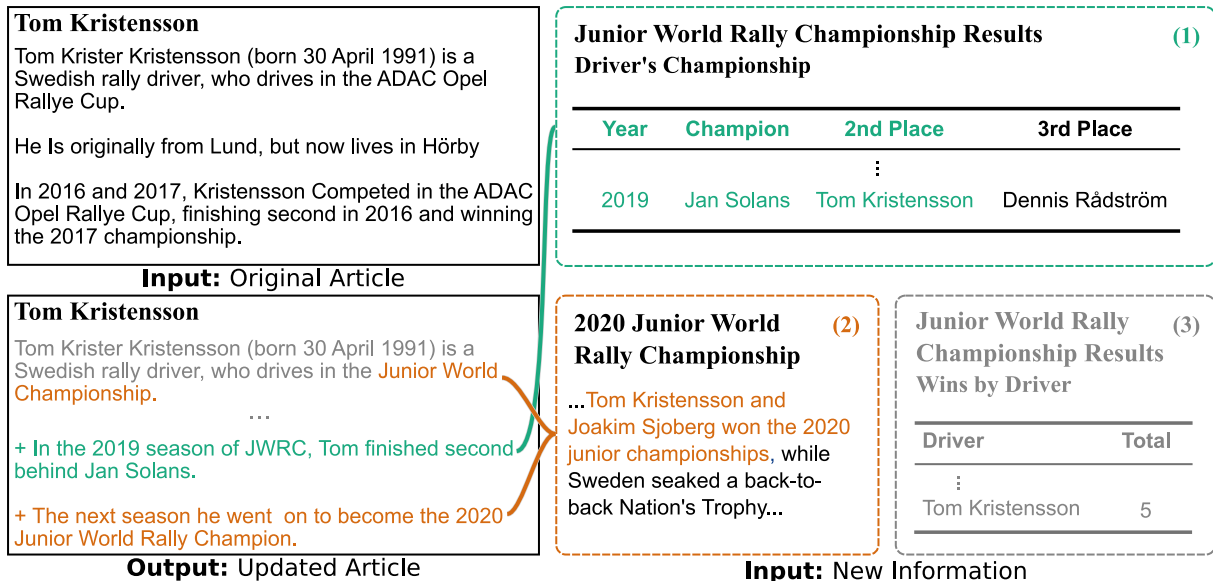 Tom Kristensson
Tom Krister Kristensson (born 30 April 1991) is a
Swedish rally driver, who drives in the ADAC Opel
Rallye Cup.
He Is originally from Lund, but now lives in Hörby
In 2016 and 2017, Kristensson Competed in the ADAC
Opel Rallye Cup, finishing second in 2016 and winning
the 2017 championship.
Input: Original Article
Junior World Rally Championship Results (1)
Driver's Championship
Year Champion 2nd Place 3rd Place
⋮
2019 Jan Solans Tom Kristensson Dennis Rådström
Tom Kristensson
Tom Krister Kristensson (born 30 April 1991) is a
Swedish rally driver, who drives in the Junior World
Championship.
...
+ In the 2019 season of JWRC, Tom finished second
behind Jan Solans.
+ The next season he went on to become the 2020
Junior World Rally Champion.
Output: Updated Article
2020 Junior World (2)
Rally Championship
...Tom Kristensson and
Joakim Sjoberg won the 2020
junior championships, while
Sweden seaked a back-to-
back Nation's Trophy...
Junior World Rally (3)
Championship Results
Wins by Driver
Driver Total
⋮
Tom Kristensson 5
Input: New Information